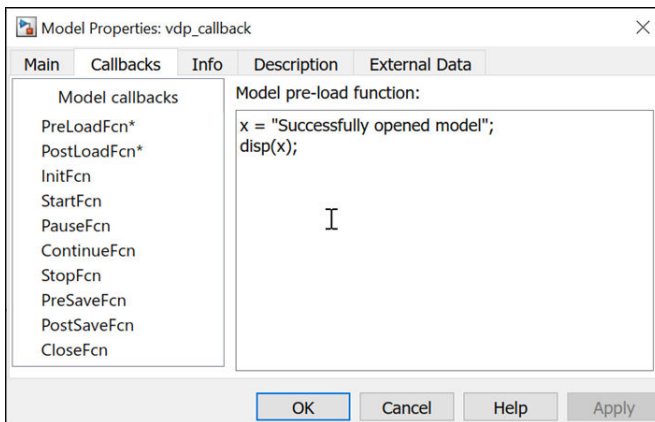 Model Properties: vdp_callback
Main Callbacks Info Description External Data
Model callbacks
PreLoadFcn*
PostLoadFcn*
InitFcn
StartFcn
PauseFcn
ContinueFcn
StopFcn
PreSaveFcn
PostSaveFcn
CloseFcn
Model pre-load function:
x = "Successfully opened model";
disp(x);
OK Cancel Help Apply